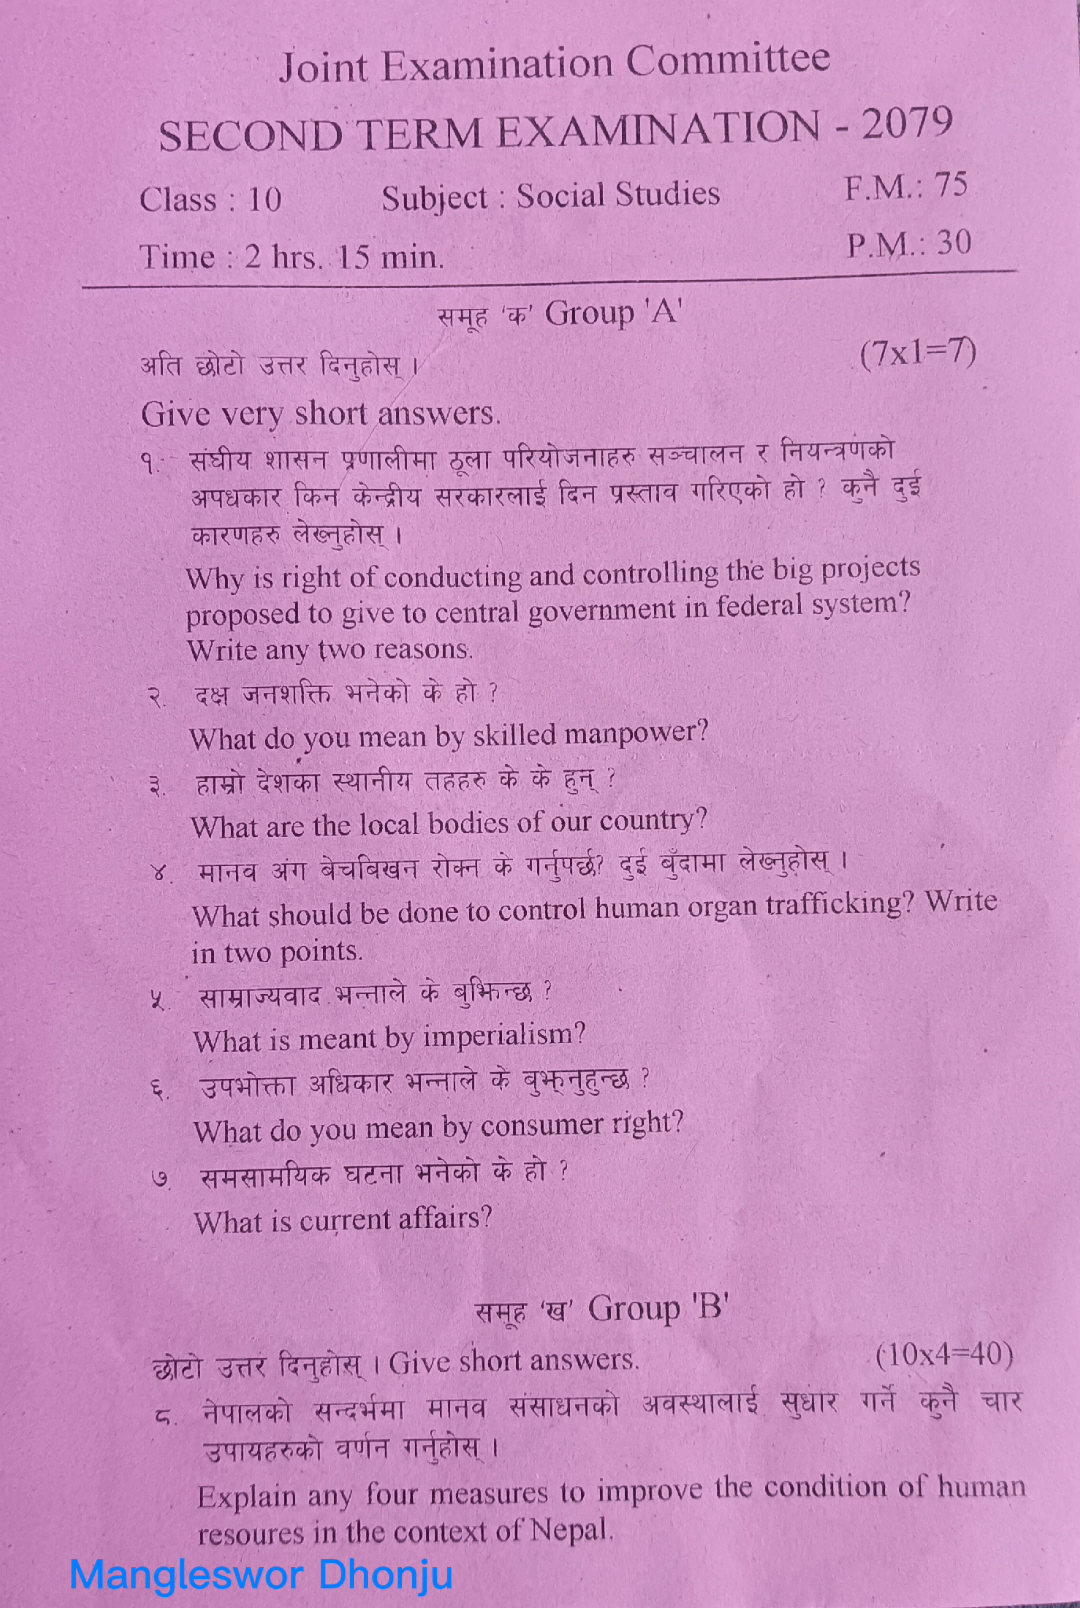 Joint Examination Committee
SECOND TERM EXAMINATION - 2079
Class : 10 Subject : Social Studies F.M.: 75
Time : 2 hrs. 15 min. P.M.: 30
समूह 'क' Group 'A'
अति छोटो उत्तर दिनुहोस् । (7x1=7)
Give very short answers.
१. संघीय शासन प्रणालीमा ठूला परियोजनाहरु सञ्चालन र नियन्त्रणको
अपधकार किन केन्द्रीय सरकारलाई दिन प्रस्ताव गरिएको हो ? कुनै दुई
कारणहरु लेख्नुहोस् ।
Why is right of conducting and controlling the big projects
proposed to give to central government in federal system?
Write any two reasons.
२. दक्ष जनशक्ति भनेको के हो ?
What do you mean by skilled manpower?
३. हाम्रो देशका स्थानीय तहहरु के के हुन् ?
What are the local bodies of our country?
४. मानव अंग बेचबिखन रोक्न के गर्नुपर्छ? दुई बुँदामा लेख्नुहोस् ।
What should be done to control human organ trafficking? Write
in two points.
५. साम्राज्यवाद भन्नाले के बुझिन्छ ?
What is meant by imperialism?
६. उपभोक्ता अधिकार भन्नाले के बुझ्नुहुन्छ ?
What do you mean by consumer right?
७. समसामयिक घटना भनेको के हो ?
What is current affairs?
समूह 'ख' Group 'B'
छोटो उत्तर दिनुहोस् । Give short answers. (10x4=40)
८. नेपालको सन्दर्भमा मानव संसाधनको अवस्थालाई सुधार गर्ने कुनै चार
उपायहरुको वर्णन गर्नुहोस् ।
Explain any four measures to improve the condition of human
resoures in the context of Nepal.
Mangleswor Dhonju